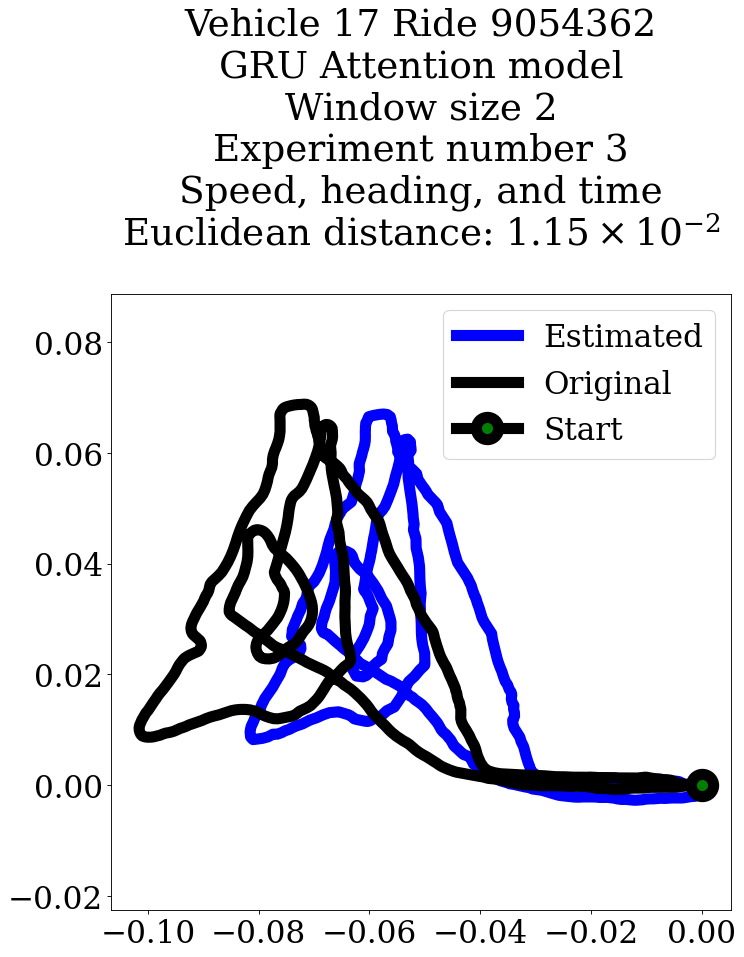 Vehicle 17 Ride 9054362
GRU Attention model
Window size 2
Experiment number 3
Speed, heading, and time
Euclidean distance: 1.15 × 10⁻²
Estimated
Original
Start
0.08
0.06
0.04
0.02
0.00
−0.02
−0.10 −0.08 −0.06 −0.04 −0.02 0.00